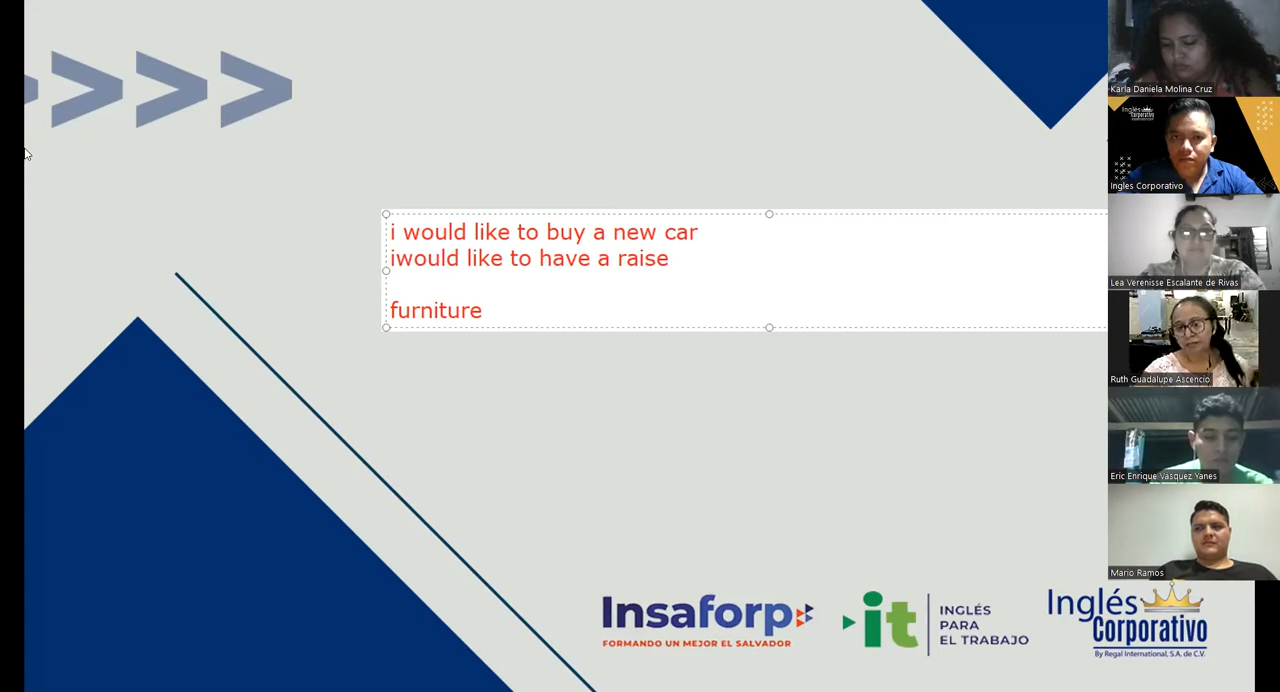 i would like to buy a new car
iwould like to have a raise
furniture
Karla Daniela Molina Cruz
Inglés
Corporativo
Ingles Corporativo
Lea Verenisse Escalante de Rivas
Ruth Guadalupe Ascencio
Eric Enrique Vasquez Yanes
Mario Ramos
Insaforp
FORMANDO UN MEJOR EL SALVADOR
it
INGLÉS
PARA
EL TRABAJO
Inglés
Corporativo
By Regal International, S.A. de C.V.